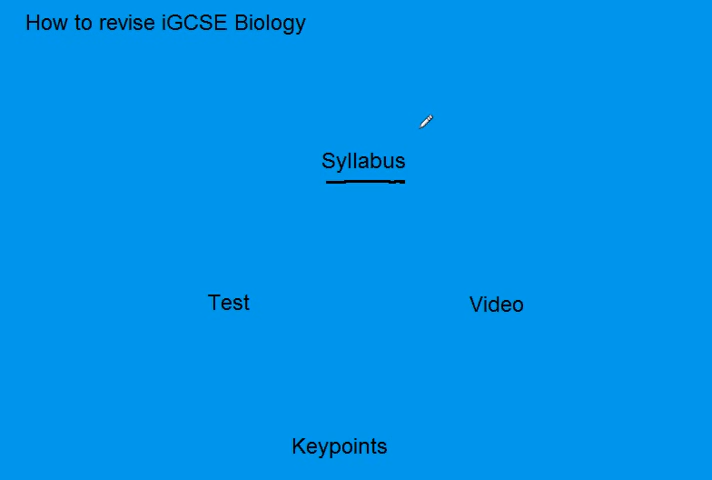 How to revise iGCSE Biology
Syllabus
Test
Video
Keypoints